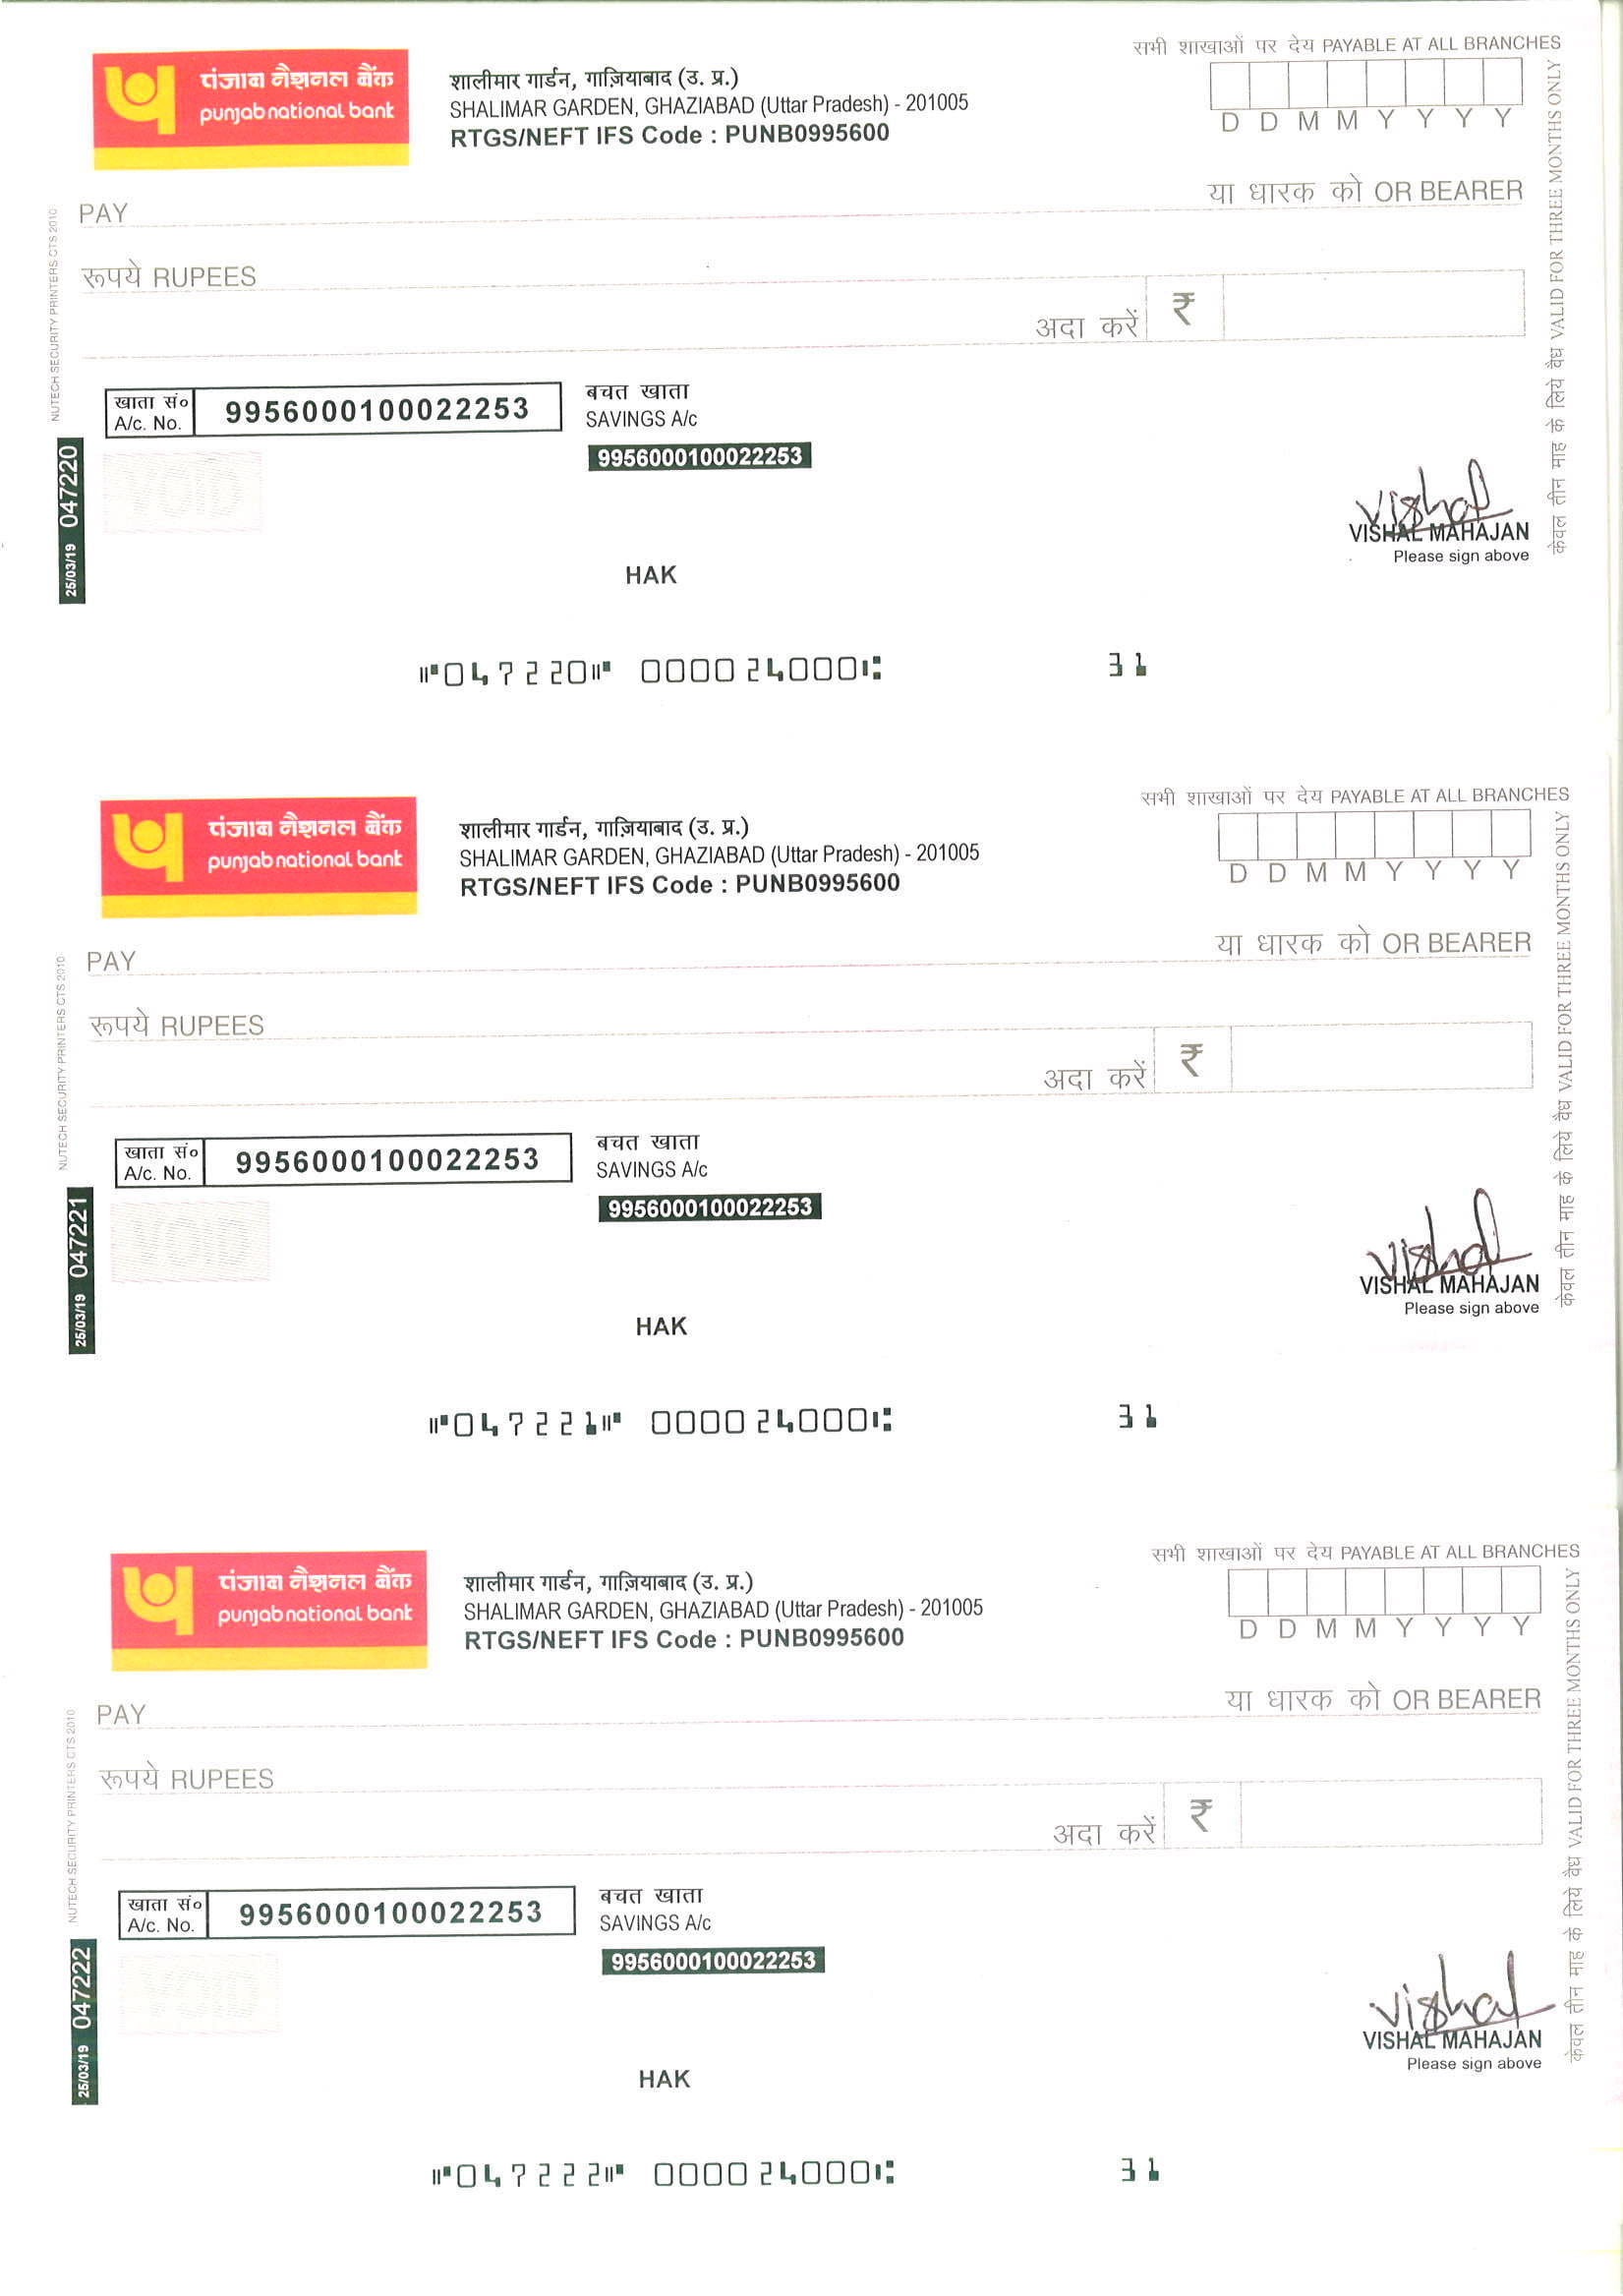 पंजाब नैशनल बैंक
punjab national bank
शालीमार गार्डन, गाज़ियाबाद (उ. प्र.)
SHALIMAR GARDEN, GHAZIABAD (Uttar Pradesh) - 201005
RTGS/NEFT IFS Code : PUNB0995600
सभी शाखाओं पर देय PAYABLE AT ALL BRANCHES
D D M M Y Y Y Y
PAY
या धारक को OR BEARER
रूपये RUPEES
अदा करें ₹
खाता सं०
A/c. No.
9956000100022253
बचत खाता
SAVINGS A/c
9956000100022253
VOID
Vishal
VISHAL MAHAJAN
Please sign above
HAK
25/03/19 047220
NUTECH SECURITY PRINTERS CTS 2010
केवल तीन माह के लिये वैध VALID FOR THREE MONTHS ONLY
⑈047220⑈ 000024000⑆ 31
पंजाब नैशनल बैंक
punjab national bank
शालीमार गार्डन, गाज़ियाबाद (उ. प्र.)
SHALIMAR GARDEN, GHAZIABAD (Uttar Pradesh) - 201005
RTGS/NEFT IFS Code : PUNB0995600
सभी शाखाओं पर देय PAYABLE AT ALL BRANCHES
D D M M Y Y Y Y
PAY
या धारक को OR BEARER
रूपये RUPEES
अदा करें ₹
खाता सं०
A/c. No.
9956000100022253
बचत खाता
SAVINGS A/c
9956000100022253
VOID
Vishal
VISHAL MAHAJAN
Please sign above
HAK
25/03/19 047221
NUTECH SECURITY PRINTERS CTS 2010
केवल तीन माह के लिये वैध VALID FOR THREE MONTHS ONLY
⑈047221⑈ 000024000⑆ 31
पंजाब नैशनल बैंक
punjab national bank
शालीमार गार्डन, गाज़ियाबाद (उ. प्र.)
SHALIMAR GARDEN, GHAZIABAD (Uttar Pradesh) - 201005
RTGS/NEFT IFS Code : PUNB0995600
सभी शाखाओं पर देय PAYABLE AT ALL BRANCHES
D D M M Y Y Y Y
PAY
या धारक को OR BEARER
रूपये RUPEES
अदा करें ₹
खाता सं०
A/c. No.
9956000100022253
बचत खाता
SAVINGS A/c
9956000100022253
VOID
Vishal
VISHAL MAHAJAN
Please sign above
HAK
25/03/19 047222
NUTECH SECURITY PRINTERS CTS 2010
केवल तीन माह के लिये वैध VALID FOR THREE MONTHS ONLY
⑈047222⑈ 000024000⑆ 31